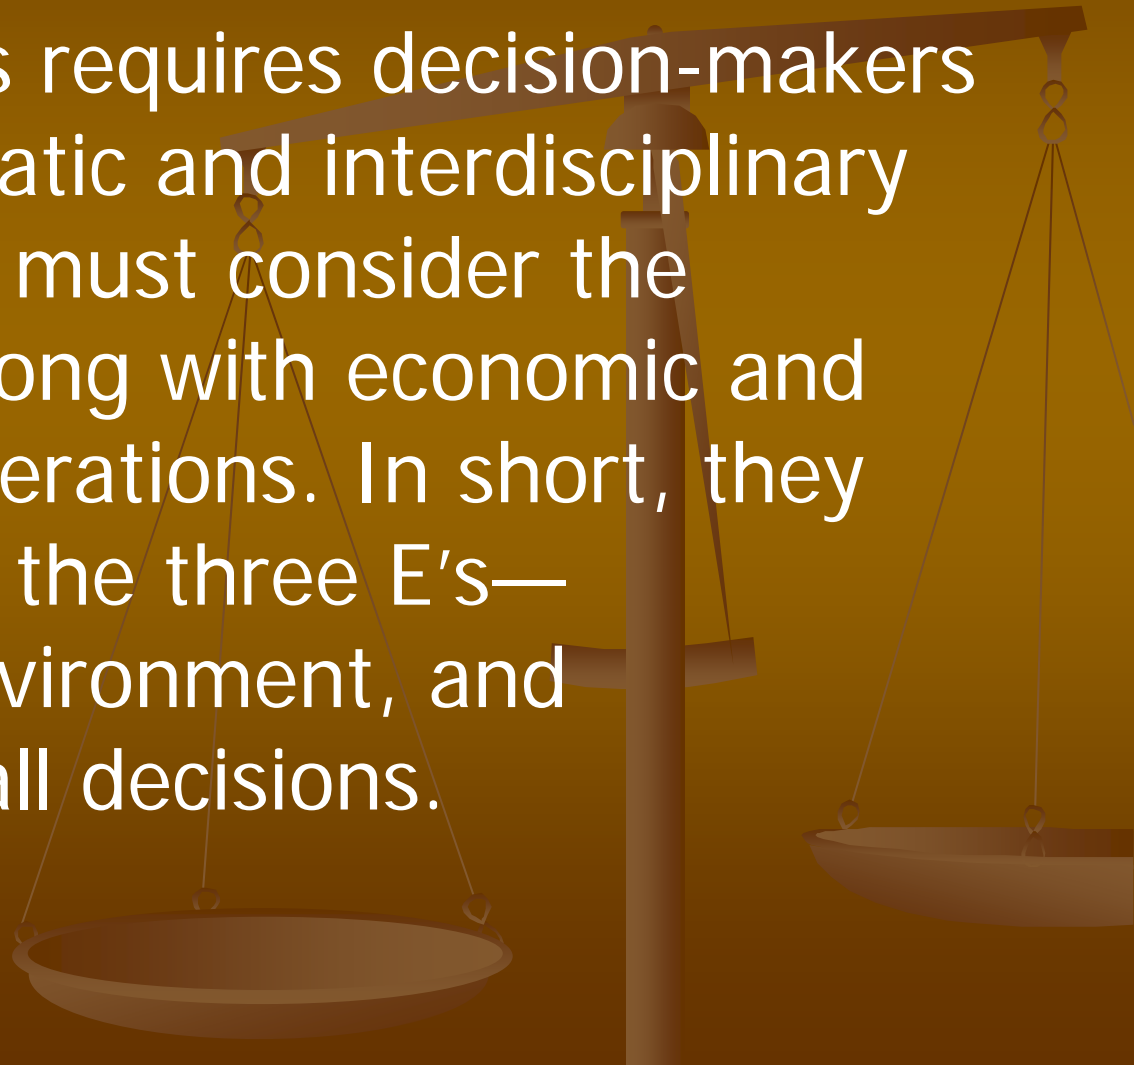 s requires decision-makers
atic and interdisciplinary
must consider the
ong with economic and
erations. In short, they
the three E’s—
vironment, and
all decisions.